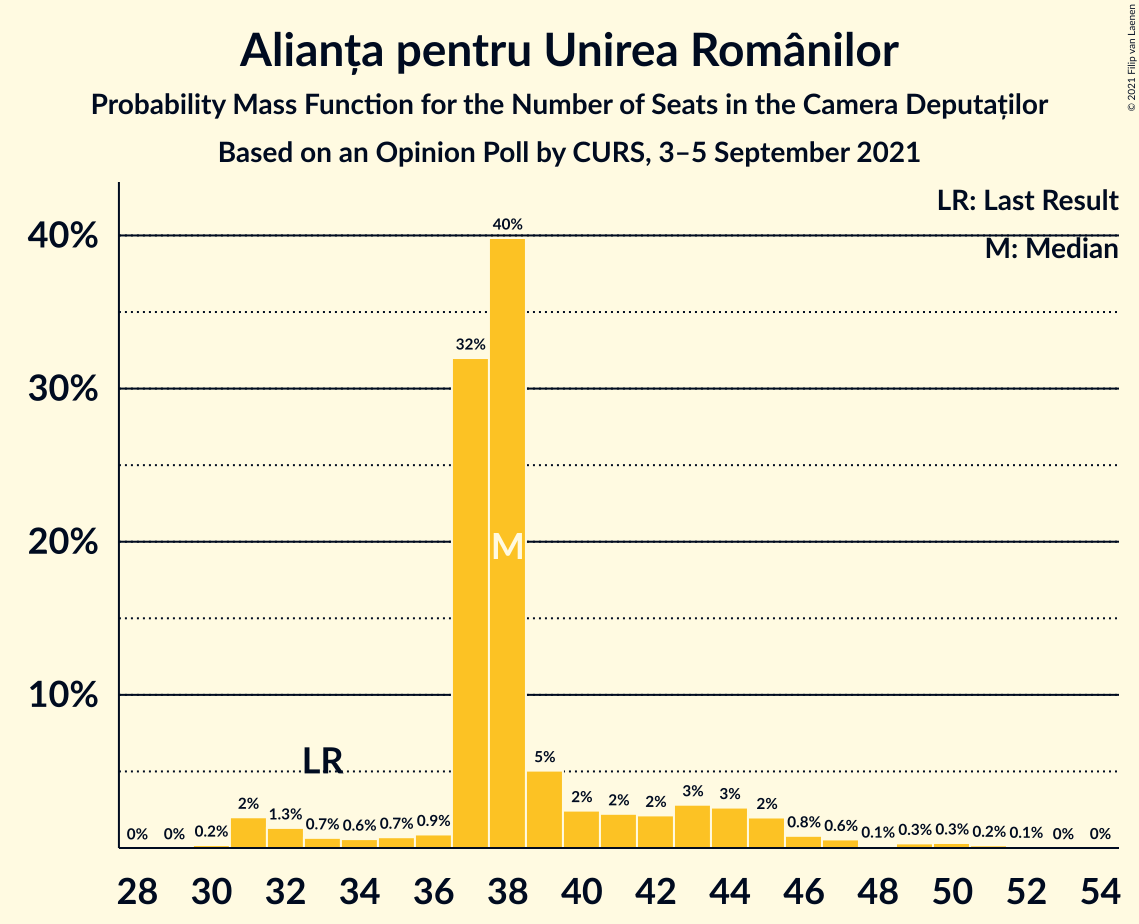 Alianța pentru Unirea Românilor
Probability Mass Function for the Number of Seats in the Camera Deputaților
Based on an Opinion Poll by CURS, 3–5 September 2021
© 2021 Filip van Laenen
LR: Last Result
M: Median
40%
30%
20%
10%
0% 0% 0.2% 2% 1.3% 0.7% 0.6% 0.7% 0.9% 32% 40% 5% 2% 2% 2% 3% 3% 2% 0.8% 0.6% 0.1% 0.3% 0.3% 0.2% 0.1% 0% 0%
M
LR
28 30 32 34 36 38 40 42 44 46 48 50 52 54